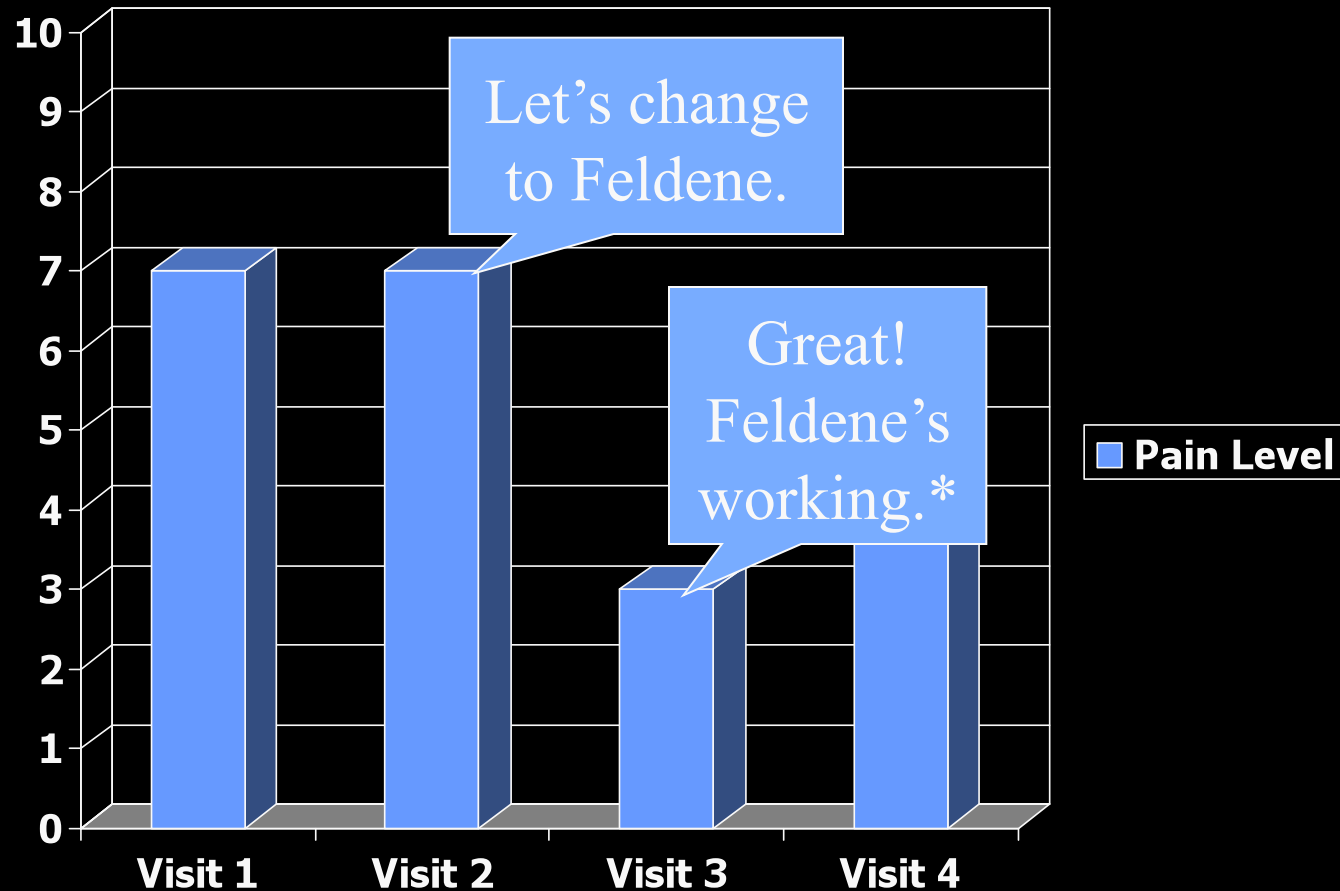 10
9
8
7
6
5
4
3
2
1
0
Let’s change
to Feldene.
Great!
Feldene’s
working.*
Pain Level
Visit 1
Visit 2
Visit 3
Visit 4